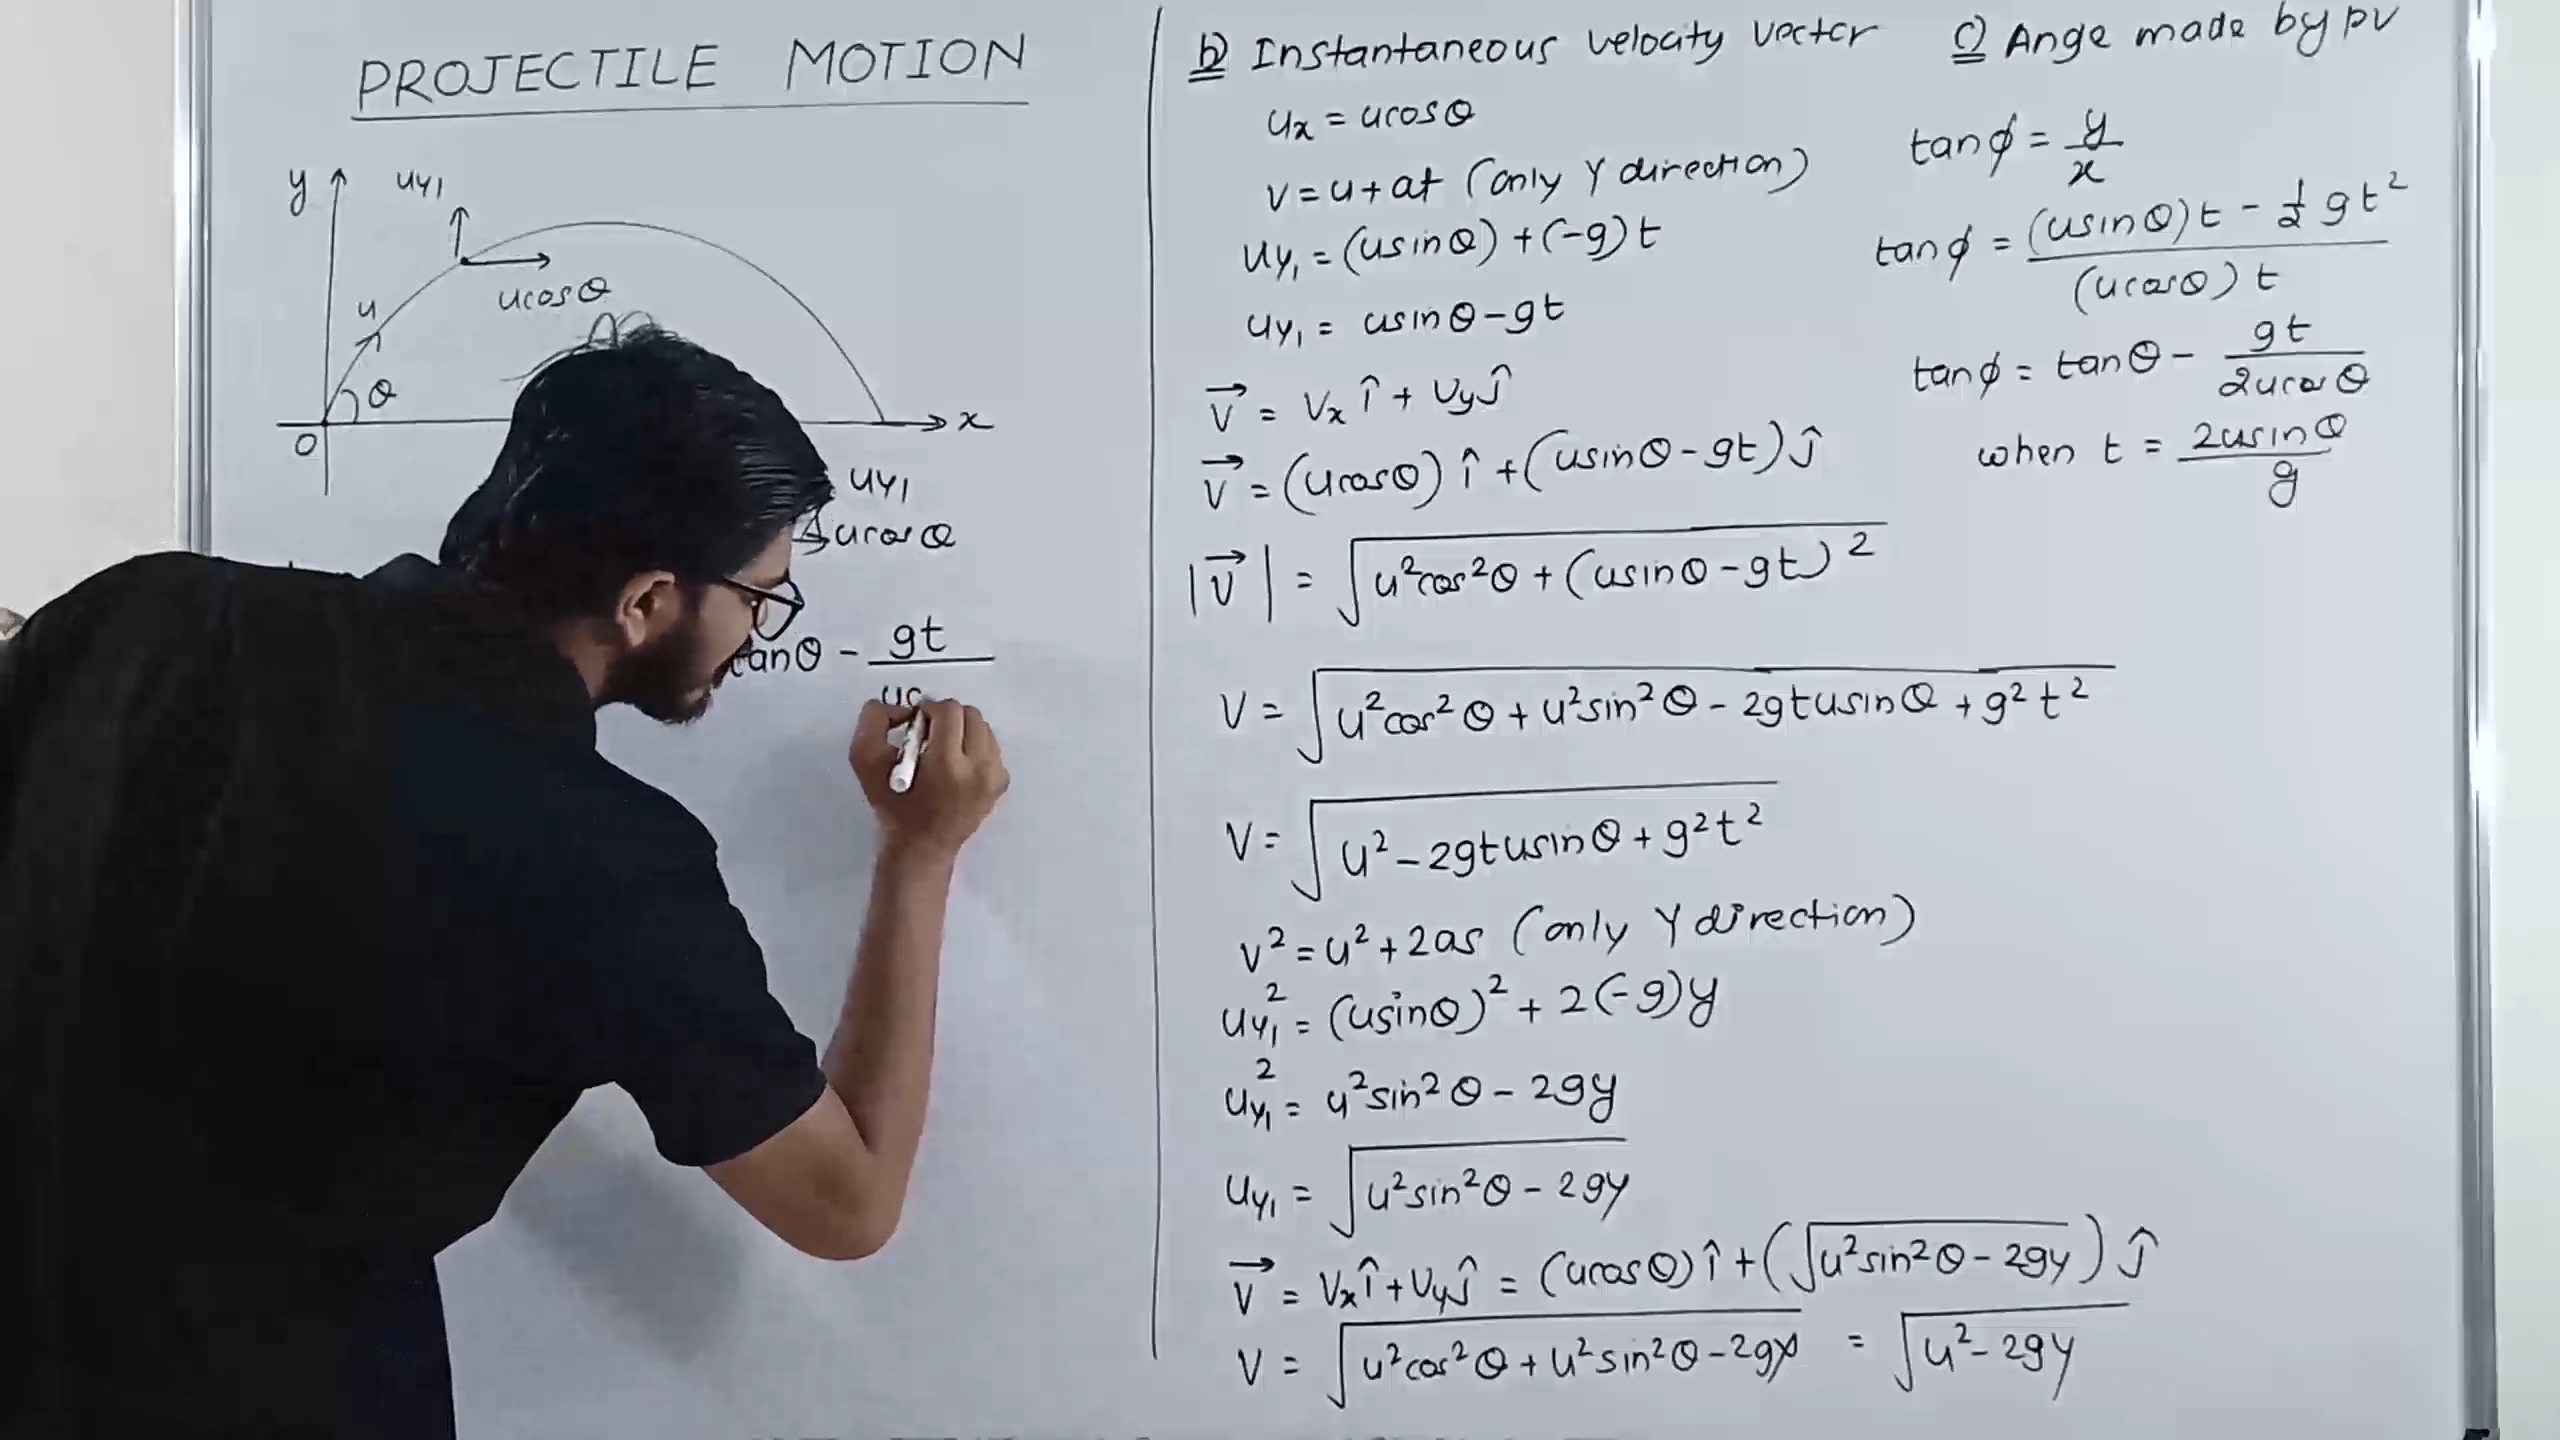 PROJECTILE MOTION
y
uy1
ucosθ
u
θ
O
x
uy1
ucosθ
tanθ - gt
uc
b) Instantaneous velocity vector
ux = ucosθ
v = u + at (only Y direction)
uy1 = (usinθ) + (-g)t
uy1 = usinθ - gt
v⃗ = vx î + vy ĵ
v⃗ = (ucosθ) î + (usinθ - gt) ĵ
|v⃗| = √(u²cos²θ + (usinθ - gt)²)
V = √(u²cos²θ + u²sin²θ - 2gtusinθ + g²t²)
V = √(u² - 2gtusinθ + g²t²)
v² = u² + 2as (only Y direction)
uy1² = (usinθ)² + 2(-g)y
uy1² = u²sin²θ - 2gy
uy1 = √(u²sin²θ - 2gy)
v⃗ = vx î + vy ĵ = (ucosθ) î + (√(u²sin²θ - 2gy)) ĵ
V = √(u²cos²θ + u²sin²θ - 2gy) = √(u² - 2gy)
c) Ange made by pv
tanϕ = y/x
tanϕ = ((usinθ)t - ½gt²)/((ucosθ)t)
tanϕ = tanθ - gt/(2ucosθ)
when t = 2usinθ/g